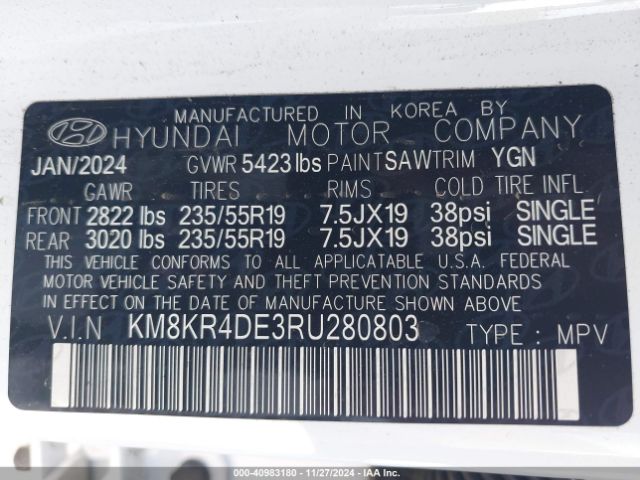 MANUFACTURED IN KOREA BY
HYUNDAI MOTOR COMPANY
JAN/2024 GVWR 5423 lbs PAINT SAW TRIM YGN
GAWR TIRES RIMS COLD TIRE INFL.
FRONT 2822 lbs 235/55R19 7.5JX19 38psi SINGLE
REAR 3020 lbs 235/55R19 7.5JX19 38psi SINGLE
THIS VEHICLE CONFORMS TO ALL APPLICATABLE U.S.A. FEDERAL
MOTOR VEHICLE SAFETY AND THEFT PREVENTION STANDARDS
IN EFFECT ON THE DATE OF MANUFACTURE SHOWN ABOVE
V.I.N KM8KR4DE3RU280803 TYPE : MPV
000-40983180 | 11/27/2024 | IAA Inc.